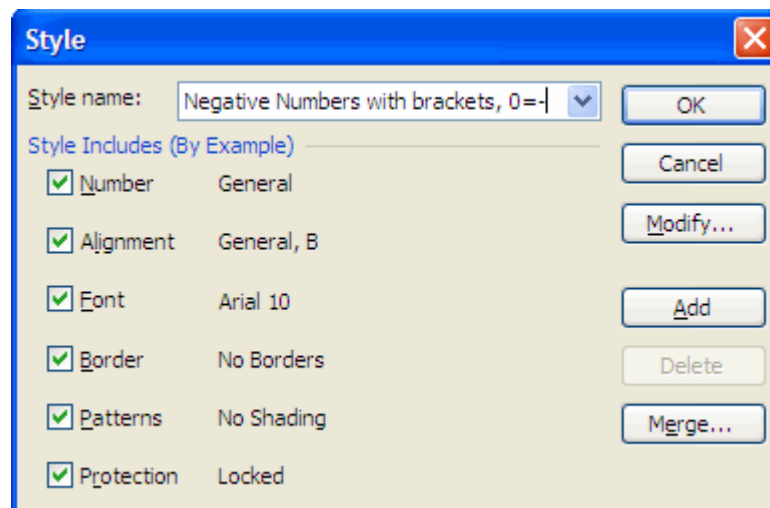 Style
Style name: Negative Numbers with brackets, 0=-
OK
Style Includes (By Example)
Cancel
Number General
Modify...
Alignment General, B
Font Arial 10
Add
Border No Borders
Delete
Patterns No Shading
Merge...
Protection Locked